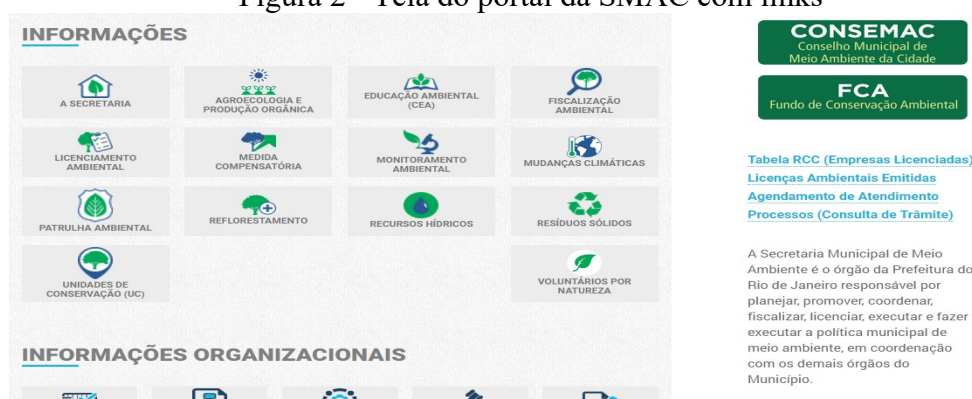 Figura 2 - Tela do portal da SMAC com links
INFORMAÇÕES
A SECRETARIA
AGROECOLOGIA E
PRODUÇÃO ORGÂNICA
EDUCAÇÃO AMBIENTAL
(CEA)
FISCALIZAÇÃO
AMBIENTAL
LICENCIAMENTO
AMBIENTAL
MEDIDA
COMPENSATÓRIA
MONITORAMENTO
AMBIENTAL
MUDANÇAS CLIMÁTICAS
PATRULHA AMBIENTAL
REFLORESTAMENTO
RECURSOS HÍDRICOS
RESÍDUOS SÓLIDOS
UNIDADES DE
CONSERVAÇÃO (UC)
VOLUNTÁRIOS POR
NATUREZA
INFORMAÇÕES ORGANIZACIONAIS
CONSEMAC
Conselho Municipal de
Meio Ambiente da Cidade
FCA
Fundo de Conservação Ambiental
Tabela RCC (Empresas Licenciadas)
Licenças Ambientais Emitidas
Agendamento de Atendimento
Processos (Consulta de Trâmite)
A Secretaria Municipal de Meio
Ambiente é o órgão da Prefeitura do
Rio de Janeiro responsável por
planejar, promover, coordenar,
fiscalizar, licenciar, executar e fazer
executar a política municipal de
meio ambiente, em coordenação
com os demais órgãos do
Município.